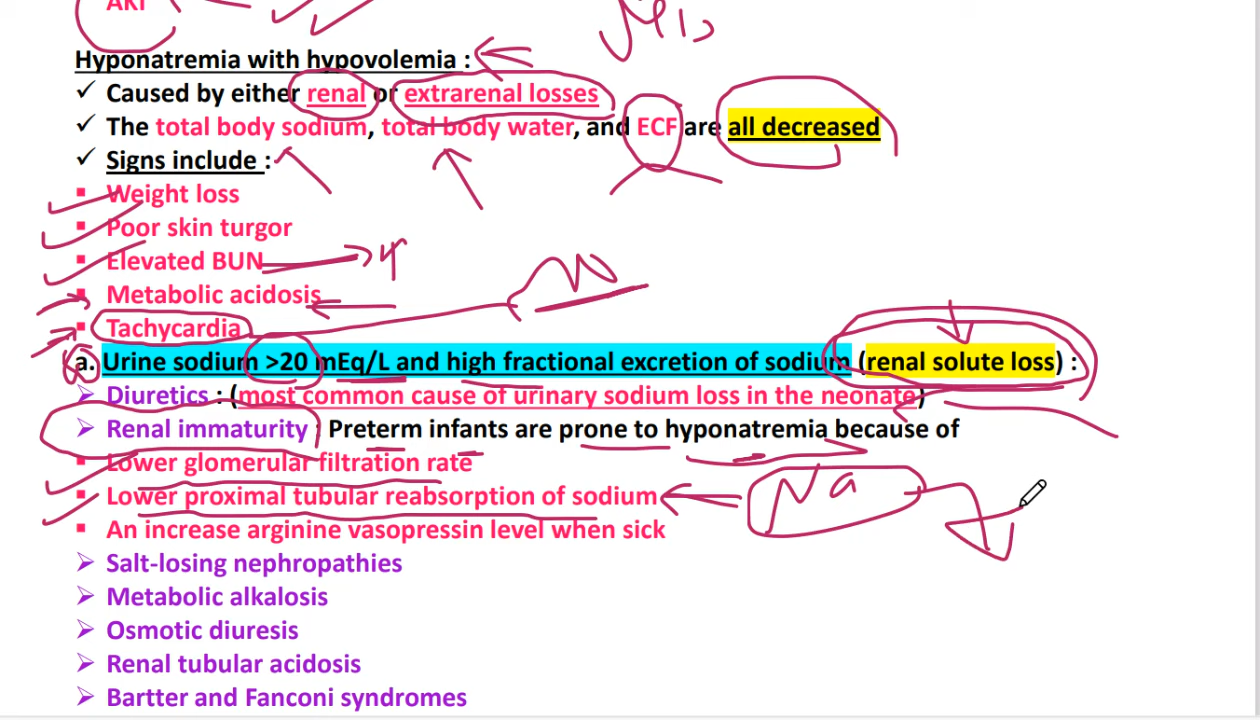 AKI
Hyponatremia with hypovolemia :
✓ Caused by either renal or extrarenal losses
✓ The total body sodium, total body water, and ECF are all decreased
✓ Signs include :
▪ Weight loss
▪ Poor skin turgor
▪ Elevated BUN
▪ Metabolic acidosis
▪ Tachycardia
a. Urine sodium >20 mEq/L and high fractional excretion of sodium (renal solute loss) :
➢ Diuretics : (most common cause of urinary sodium loss in the neonate)
➢ Renal immaturity : Preterm infants are prone to hyponatremia because of
▪ Lower glomerular filtration rate
▪ Lower proximal tubular reabsorption of sodium
Na
▪ An increase arginine vasopressin level when sick
➢ Salt-losing nephropathies
➢ Metabolic alkalosis
➢ Osmotic diuresis
➢ Renal tubular acidosis
➢ Bartter and Fanconi syndromes